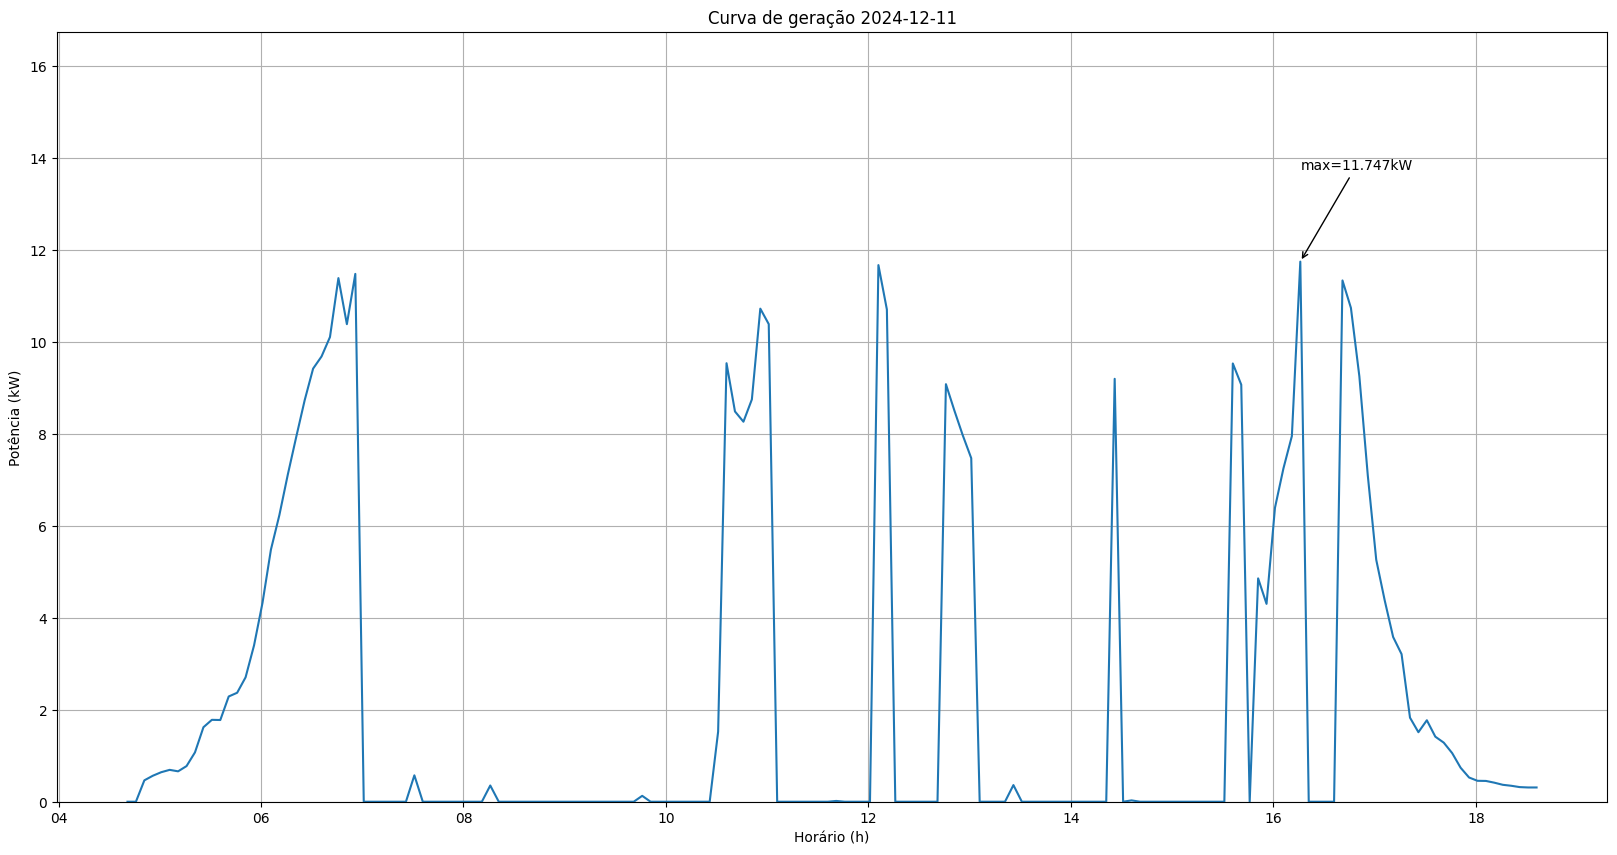 Curva de geração 2024-12-11
16
14
12
10
8
6
4
2
0
Potência (kW)
max=11.747kW
04 06 08 10 12 14 16 18
Horário (h)